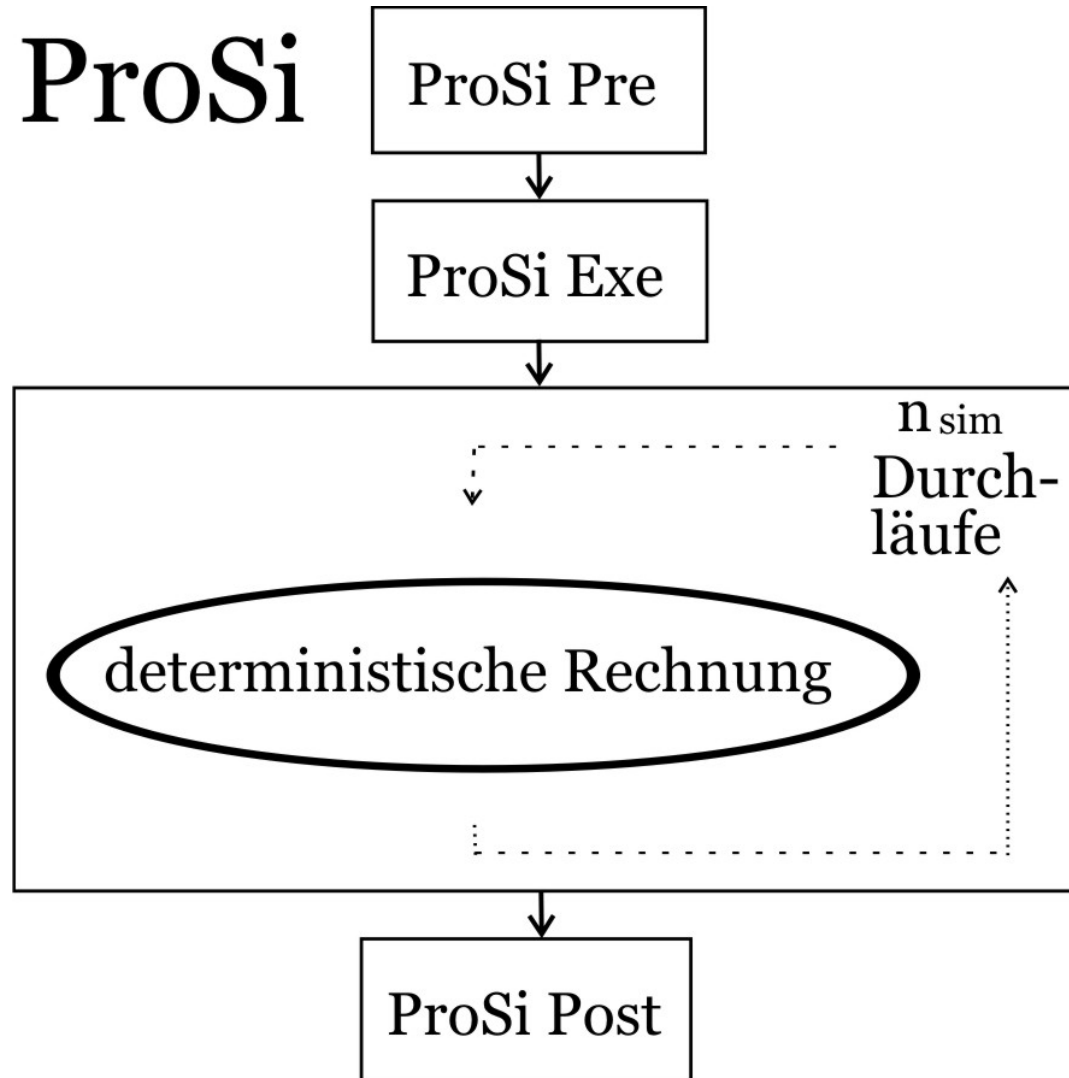 ProSi
ProSi Pre
ProSi Exe
n sim
Durch-
läufe
deterministische Rechnung
ProSi Post